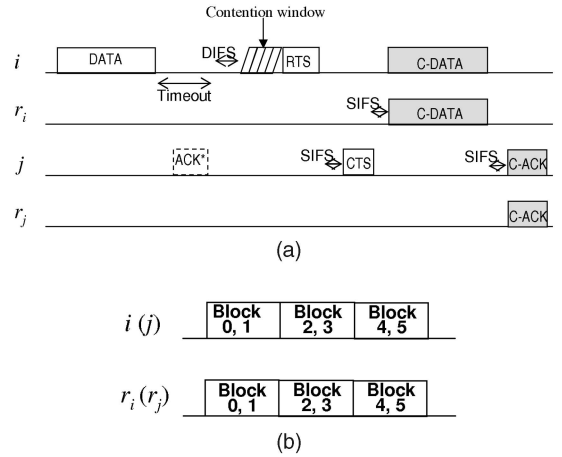 Contention window
i
DATA
DIFS
RTS
C-DATA
Timeout
r_i
SIFS
C-DATA
j
ACK*
SIFS
CTS
SIFS
C-ACK
r_j
C-ACK
(a)
i (j)
Block 0, 1
Block 2, 3
Block 4, 5
r_i (r_j)
Block 0, 1
Block 2, 3
Block 4, 5
(b)